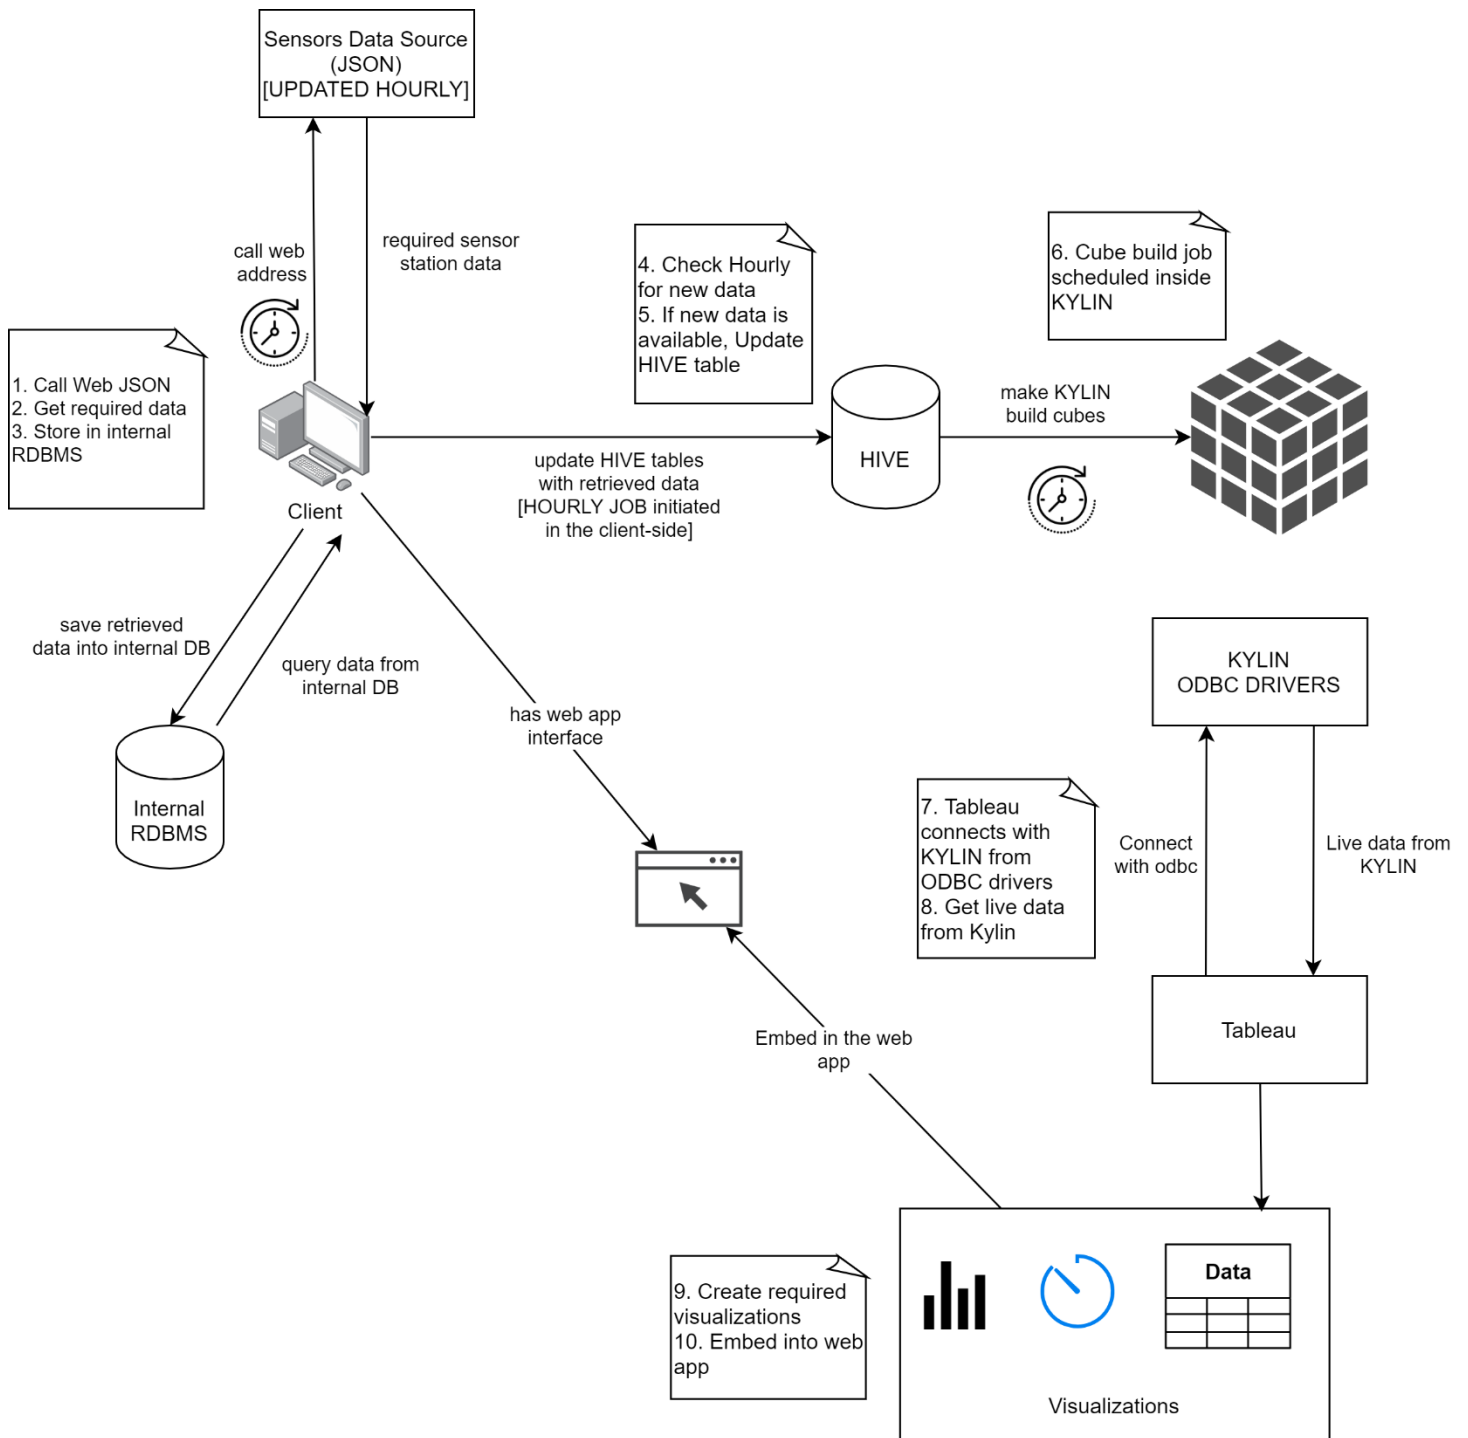 Sensors Data Source
(JSON)
[UPDATED HOURLY]
call web
address
required sensor
station data
1. Call Web JSON
2. Get required data
3. Store in internal
RDBMS
4. Check Hourly
for new data
5. If new data is
available, Update
HIVE table
6. Cube build job
scheduled inside
KYLIN
Client
update HIVE tables
with retrieved data
[HOURLY JOB initiated
in the client-side]
HIVE
make KYLIN
build cubes
save retrieved
data into internal DB
query data from
internal DB
Internal
RDBMS
has web app
interface
KYLIN
ODBC DRIVERS
7. Tableau
connects with
KYLIN from
ODBC drivers
8. Get live data
from Kylin
Connect
with odbc
Live data from
KYLIN
Tableau
Embed in the web
app
9. Create required
visualizations
10. Embed into web
app
Data
Visualizations